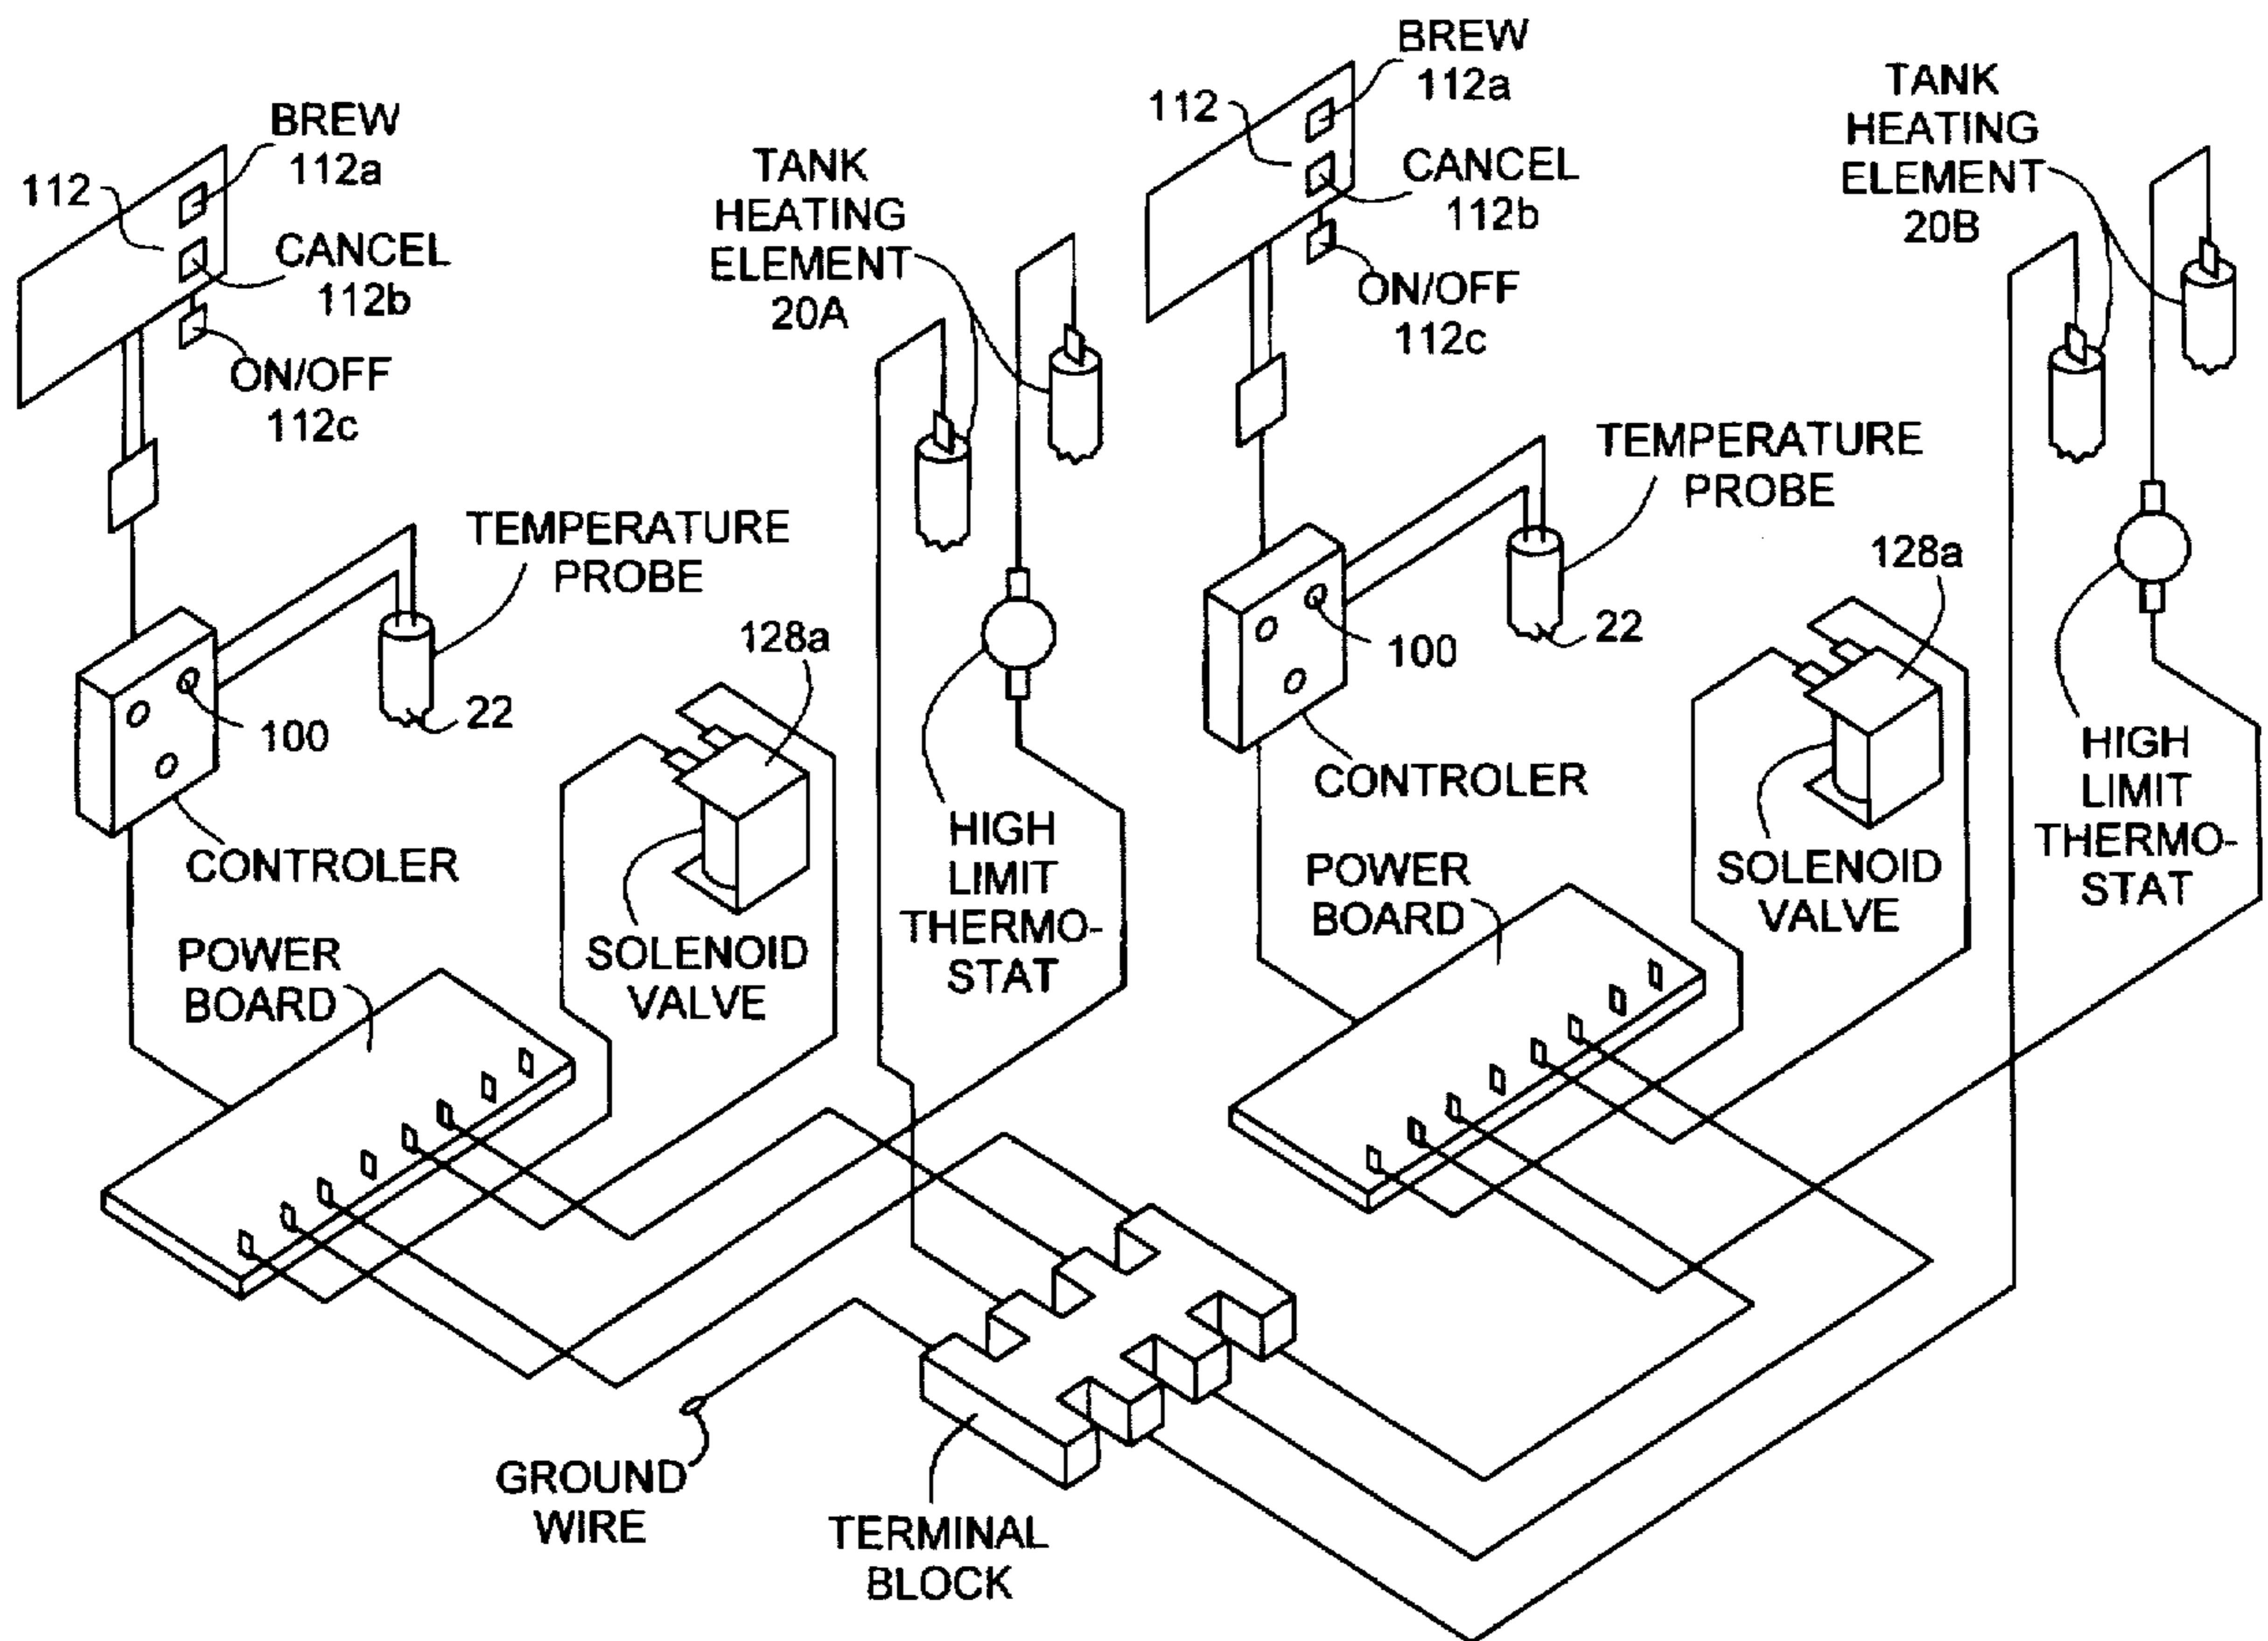 BREW
112a
112
CANCEL
112b
ON/OFF
112c
TANK
HEATING
ELEMENT
20A
TEMPERATURE
PROBE
22
100
CONTROLER
128a
SOLENOID
VALVE
HIGH
LIMIT
THERMO-
STAT
POWER
BOARD
GROUND
WIRE
TERMINAL
BLOCK
BREW
112a
112
CANCEL
112b
ON/OFF
112c
TANK
HEATING
ELEMENT
20B
TEMPERATURE
PROBE
22
100
CONTROLER
128a
SOLENOID
VALVE
HIGH
LIMIT
THERMO-
STAT
POWER
BOARD